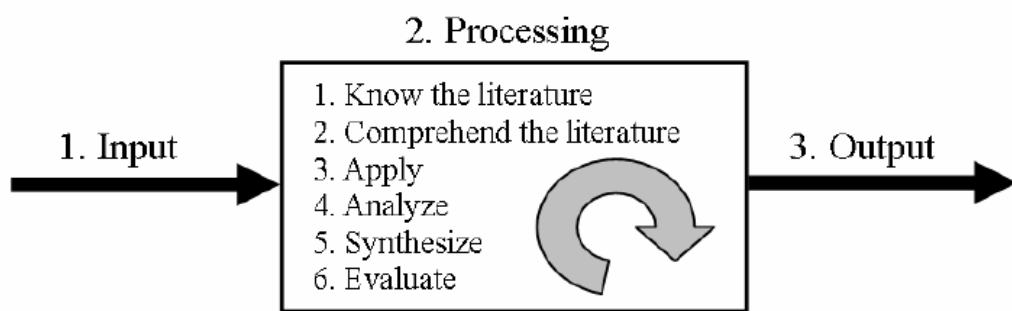 2. Processing
1. Input
1. Know the literature
2. Comprehend the literature
3. Apply
4. Analyze
5. Synthesize
6. Evaluate
3. Output